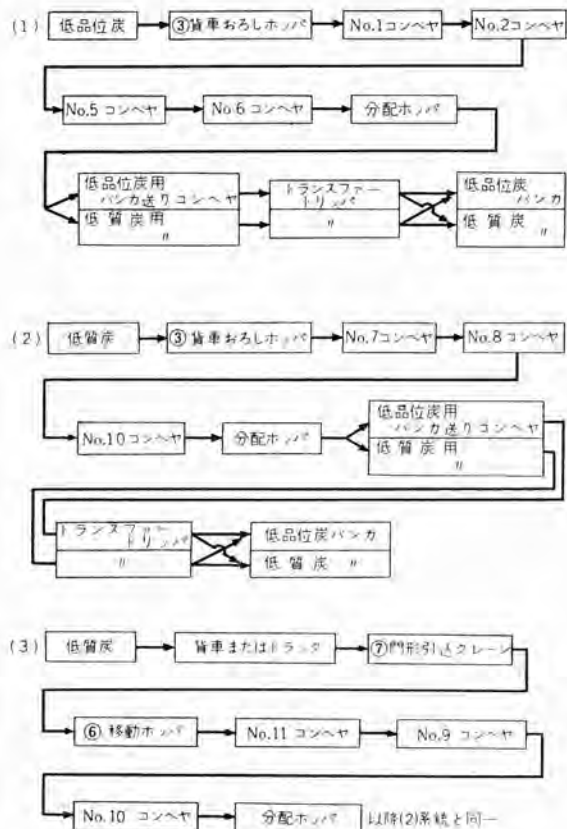 (1) 低品位炭 ③貨車おろしホッパ No.1コンベヤ No.2コンベヤ
No.5 コンベヤ No.6 コンベヤ 分配ホッパ
低品位炭用 バンカ送りコンベヤ トランスファー トリッパ 低品位炭 バンカ
低質炭用 〃 〃 低質炭 〃
(2) 低質炭 ③貨車おろしホッパ No.7コンベヤ No.8コンベヤ
No.10コンベヤ 分配ホッパ 低品位炭用 バンカ送りコンベヤ
低質炭用 〃
トランスファー トリッパ 低品位炭バンカ
〃 低質炭 〃
(3) 低質炭 貨車またはトラック ⑦門形引込クレーン
⑥移動ホッパ No.11コンベヤ No.9コンベヤ
No.10 コンベヤ 分配ホッパ 以降(2)系統と同一